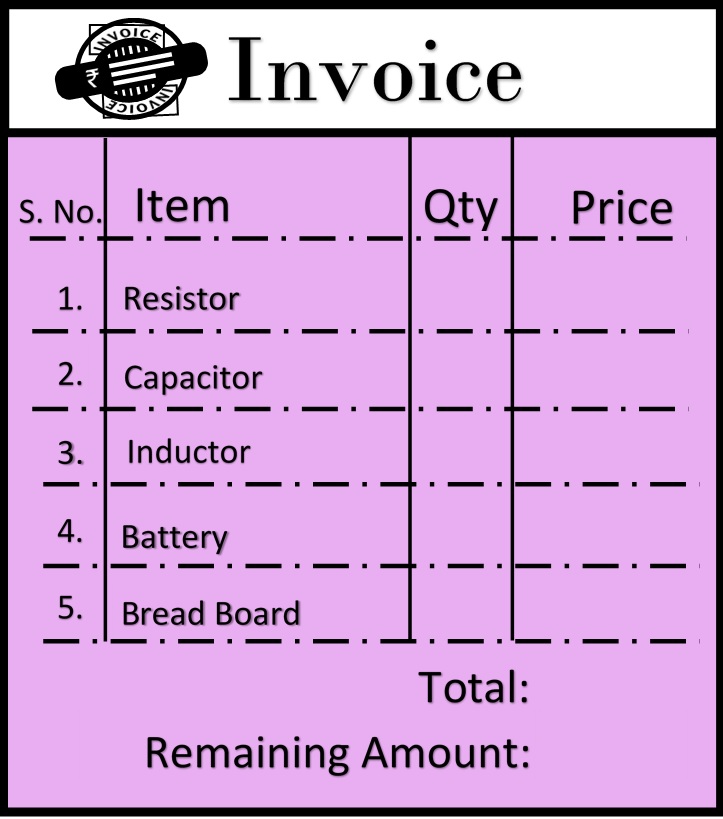 INVOICE
₹
INVOICE
Invoice
S. No. Item Qty Price
1. Resistor
2. Capacitor
3. Inductor
4. Battery
5. Bread Board
Total:
Remaining Amount: